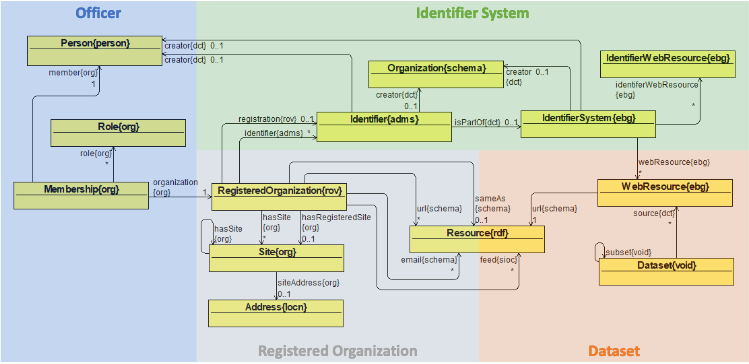 Officer
Identifier System
Person{person}
creator{dct} 0..1
creator{dct} 0..1
member{org}
1
Organization{schema}
creator 0..1
{dct}
IdentifierWebResource{ebg}
identiferWebResource
{ebg}
*
creator{dct}
0..1
registration{rov} 0..1
identifier{adms} *
Identifier{adms}
isPartOf{dct} 0..1
IdentifierSystem{ebg}
Role{org}
role{org}
*
webResource{ebg}
*
Membership{org}
organization
{org}
1
RegisteredOrganization{rov}
WebResource{ebg}
hasSite
{org}
hasSite
{org}
*
hasRegisteredSite
{org}
0..1
url{schema}
*
sameAs
{schema}
0..1
url{schema}
1
source{dct}
*
Resource{rdf}
Site{org}
email{schema}
*
feed{sioc}
*
subset{void}
*
Dataset{void}
siteAddress{org}
0..1
Address{locn}
Registered Organization
Dataset